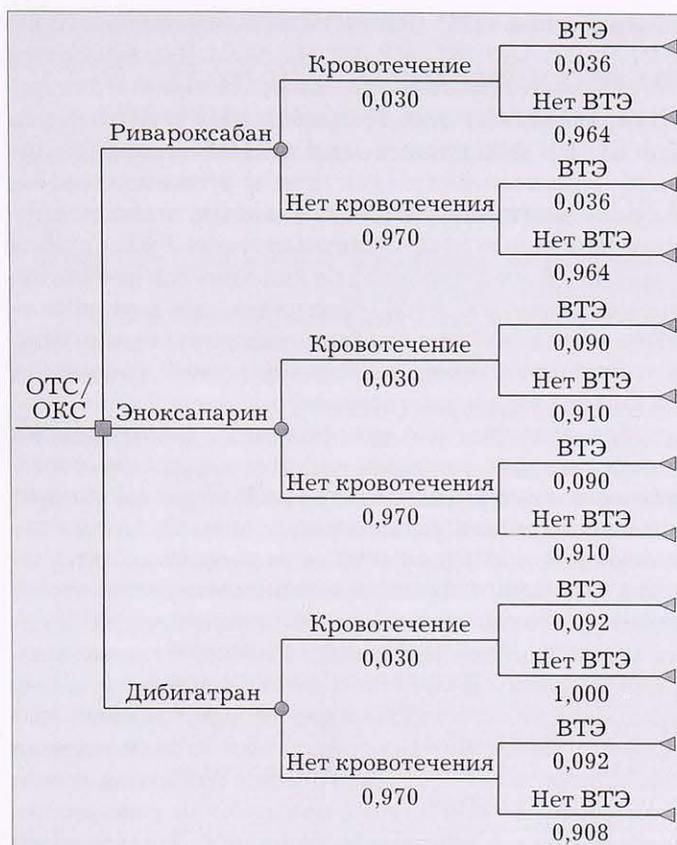 ВТЭ
0,036
Кровотечение
0,030
Нет ВТЭ
0,964
Ривароксабан
ВТЭ
0,036
Нет кровотечения
0,970
Нет ВТЭ
0,964
ВТЭ
0,090
Кровотечение
0,030
Нет ВТЭ
0,910
ОТС/
ОКС
Эноксапарин
ВТЭ
0,090
Нет кровотечения
0,970
Нет ВТЭ
0,910
ВТЭ
0,092
Кровотечение
0,030
Нет ВТЭ
1,000
Дибигатран
ВТЭ
0,092
Нет кровотечения
0,970
Нет ВТЭ
0,908